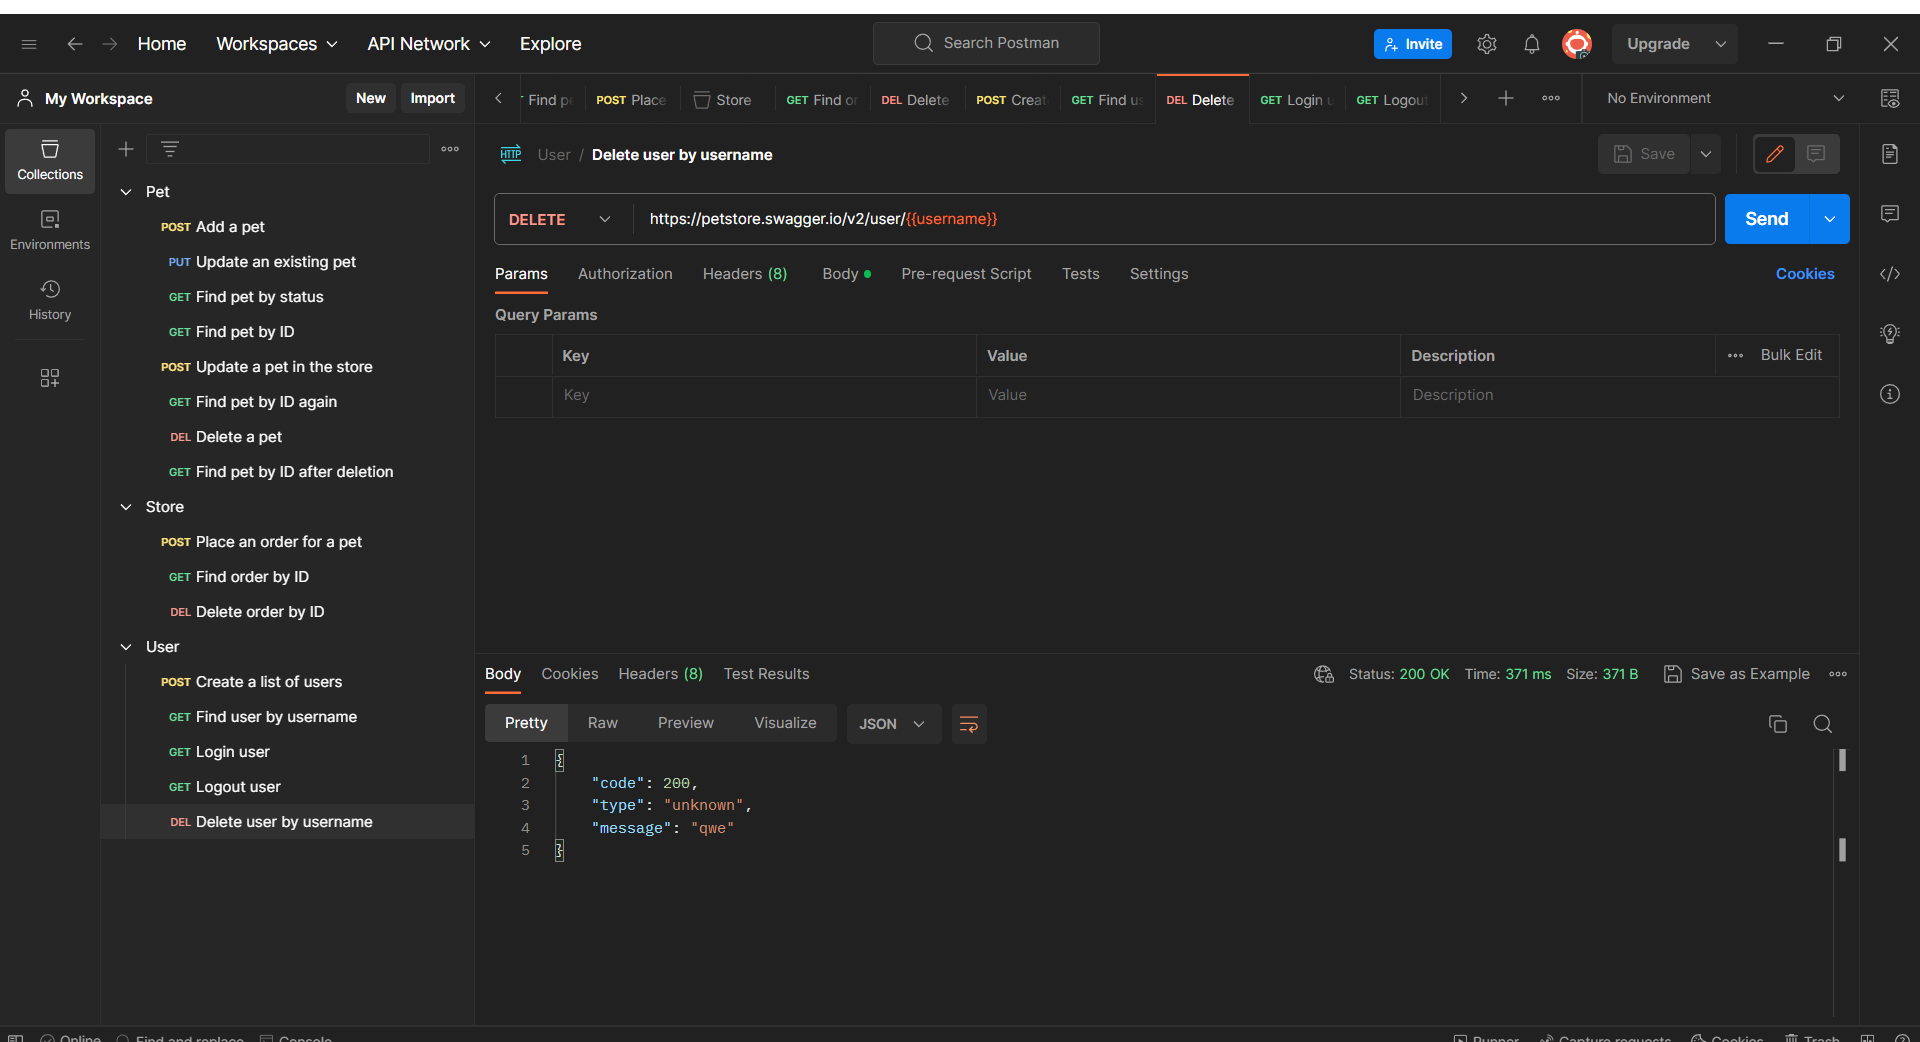 Home Workspaces API Network Explore Search Postman Invite Upgrade
My Workspace New Import
Find pe POST Place Store GET Find or DEL Delete POST Creat GET Find us DEL Delete GET Login u GET Logout No Environment
Collections
Environments
History
Pet
POST Add a pet
PUT Update an existing pet
GET Find pet by status
GET Find pet by ID
POST Update a pet in the store
GET Find pet by ID again
DEL Delete a pet
GET Find pet by ID after deletion
Store
POST Place an order for a pet
GET Find order by ID
DEL Delete order by ID
User
POST Create a list of users
GET Find user by username
GET Login user
GET Logout user
DEL Delete user by username
HTTP User / Delete user by username Save
DELETE https://petstore.swagger.io/v2/user/{{username}} Send
Params Authorization Headers (8) Body Pre-request Script Tests Settings Cookies
Query Params
Key Value Description Bulk Edit
Key Value Description
Body Cookies Headers (8) Test Results Status: 200 OK Time: 371 ms Size: 371 B Save as Example
Pretty Raw Preview Visualize JSON
1 {
2 "code": 200,
3 "type": "unknown",
4 "message": "qwe"
5 }
Online Find and replace Console Runner Capture requests Cookies Trash